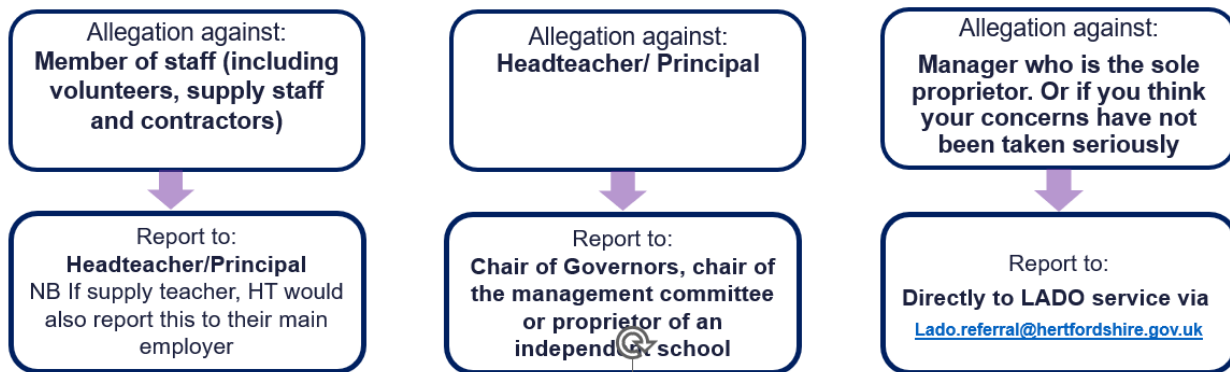 Allegation against:
Member of staff (including
volunteers, supply staff
and contractors)
Report to:
Headteacher/Principal
NB If supply teacher, HT would
also report this to their main
employer
Allegation against:
Headteacher/ Principal
Report to:
Chair of Governors, chair of
the management committee
or proprietor of an
independent school
Allegation against:
Manager who is the sole
proprietor. Or if you think
your concerns have not
been taken seriously
Report to:
Directly to LADO service via
Lado.referral@hertfordshire.gov.uk